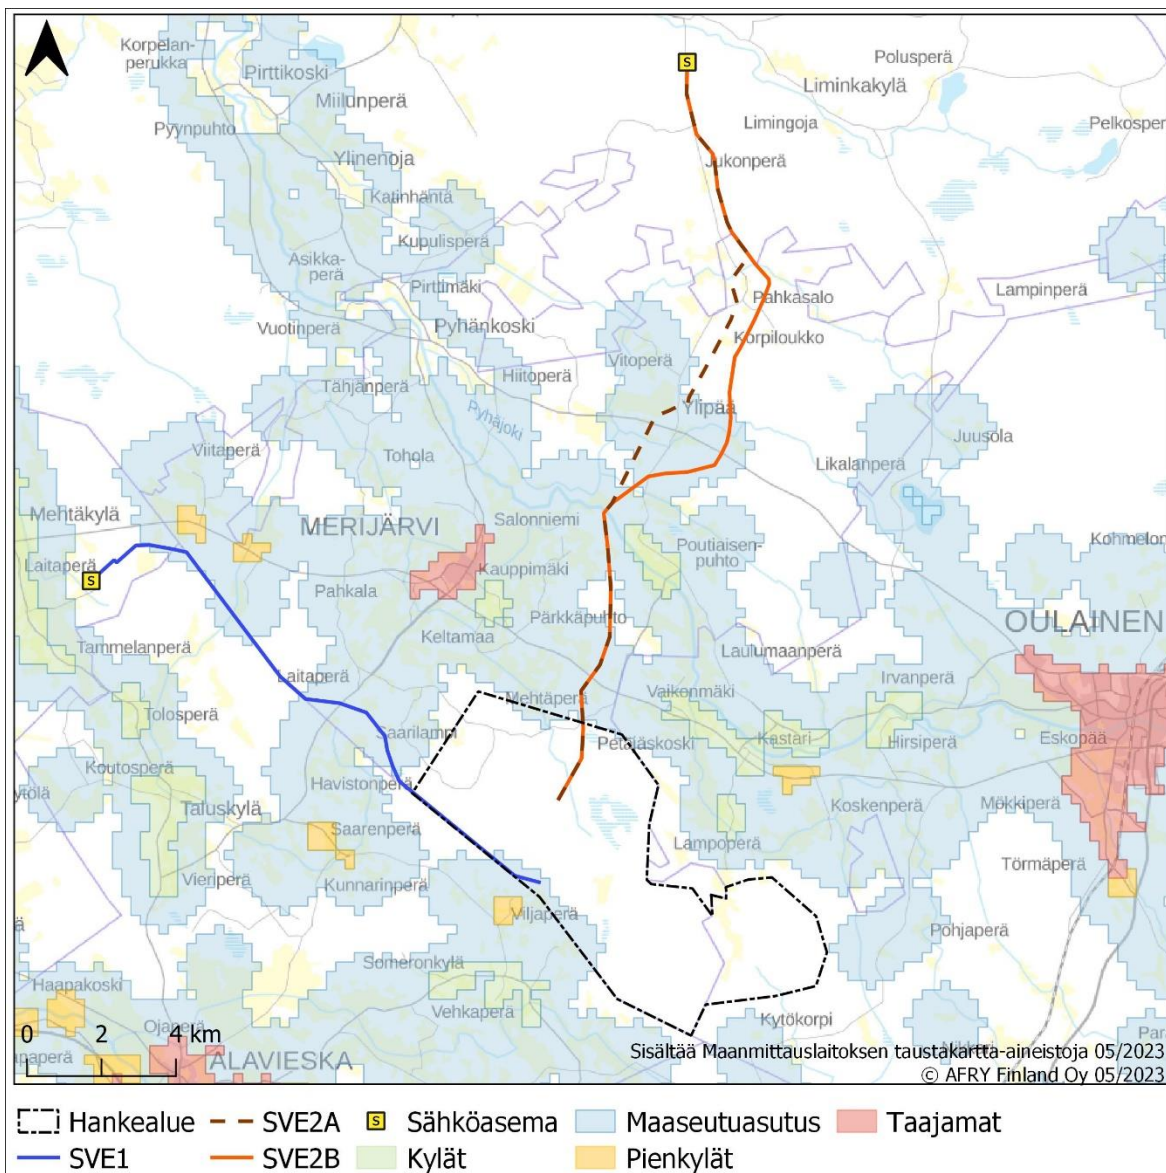 Korpelan-
perukka
Pirttikoski
Polusperä
Liminkakylä
Miilunperä
Pyynpuhto
Limingoja
Pelkosper
Ylinenoja
Jukonperä
Katinhäntä
Kupulisperä
Asikka-
perä
Pirttimäki
Pahkasalo
Lampinperä
Vuotinperä
Pyhänkoski
Korpiloukko
Vitoperä
Hiitoperä
Tähjänperä
Pyhäjoki
Ylipää
Juusola
Viitaperä
Tohola
Likalanperä
Mehtäkylä
MERIJÄRVI
Salonniemi
Poutiaisen-
puhto
Kohmelon
Laitaperä
Kauppimäki
Pahkala
Pärkkäpuhto
OULAINEN
Keltamaa
Tammelanperä
Laulumaanperä
Laitaperä
Irvanperä
Mehtäperä
Vaikonmäki
Tolosperä
Saarilampi
Petäjäskoski
Kastari
Hirsiperä
Eskopää
Koutosperä
Havistonperä
ytölä
Taluskylä
Koskenperä
Mökkiperä
Saarenperä
Lampoperä
Törmäperä
Vieriperä
Kunnarinperä
Viljaperä
Pohjaperä
ä
Someronkylä
Haapakoski
Vehkaperä
Ojaperä
Kytökorpi
Nikkari
Para
anaperä
ALAVIESKA
0 2 4 km
Sisältää Maanmittauslaitoksen taustakartta-aineistoja 05/2023
© AFRY Finland Oy 05/2023
Hankealue SVE2A S Sähköasema Maaseutuasutus Taajamat
SVE1 SVE2B Kylät Pienkylät